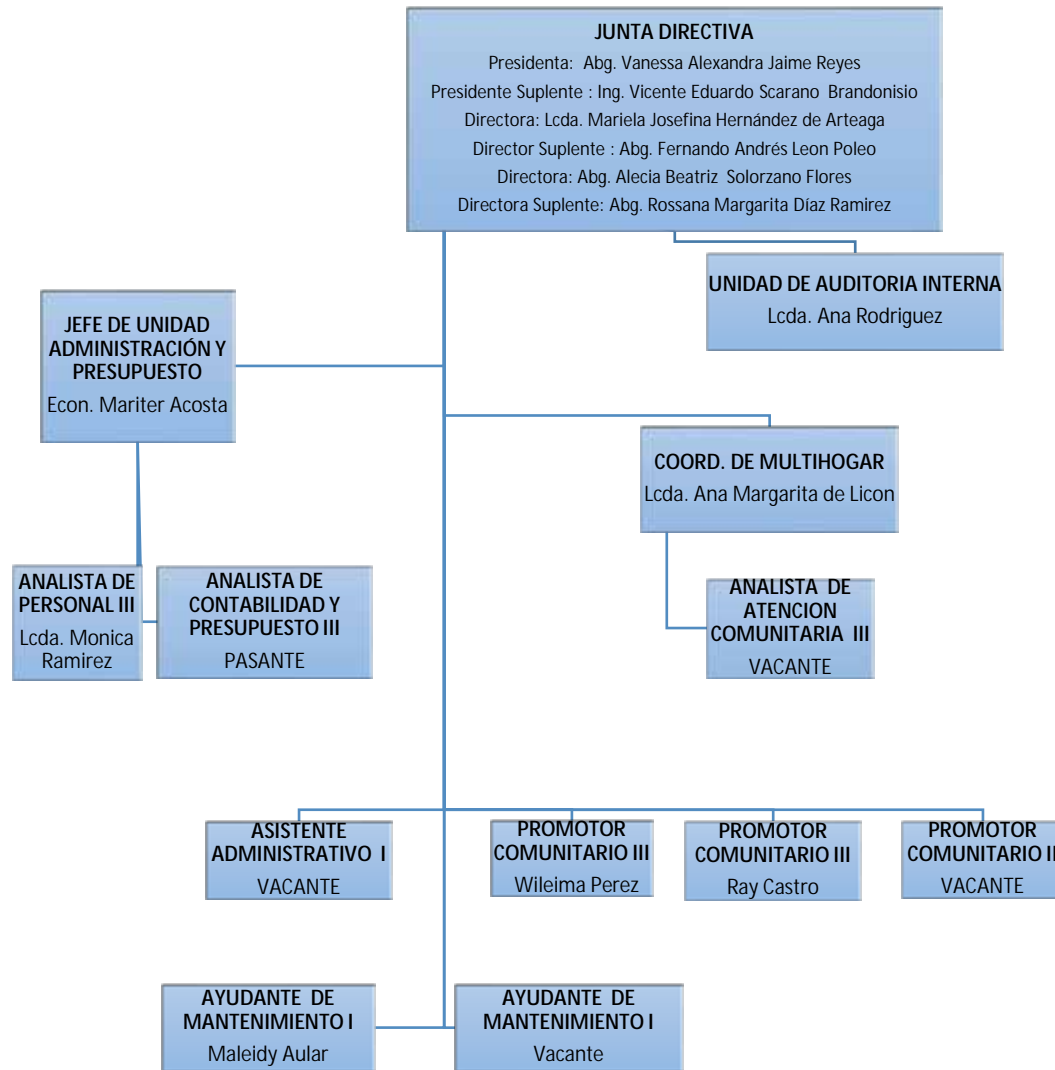 JUNTA DIRECTIVA
Presidenta: Abg. Vanessa Alexandra Jaime Reyes
Presidente Suplente : Ing. Vicente Eduardo Scarano Brandonisio
Directora: Lcda. Mariela Josefina Hernández de Arteaga
Director Suplente : Abg. Fernando Andrés Leon Poleo
Directora: Abg. Alecia Beatriz Solorzano Flores
Directora Suplente: Abg. Rossana Margarita Díaz Ramirez
UNIDAD DE AUDITORIA INTERNA
Lcda. Ana Rodriguez
JEFE DE UNIDAD
ADMINISTRACIÓN Y
PRESUPUESTO
Econ. Mariter Acosta
COORD. DE MULTIHOGAR
Lcda. Ana Margarita de Licon
ANALISTA DE
PERSONAL III
Lcda. Monica
Ramirez
ANALISTA DE
CONTABILIDAD Y
PRESUPUESTO III
PASANTE
ANALISTA DE
ATENCION
COMUNITARIA III
VACANTE
ASISTENTE
ADMINISTRATIVO I
VACANTE
PROMOTOR
COMUNITARIO III
Wileima Perez
PROMOTOR
COMUNITARIO III
Ray Castro
PROMOTOR
COMUNITARIO II
VACANTE
AYUDANTE DE
MANTENIMIENTO I
Maleidy Aular
AYUDANTE DE
MANTENIMIENTO I
Vacante